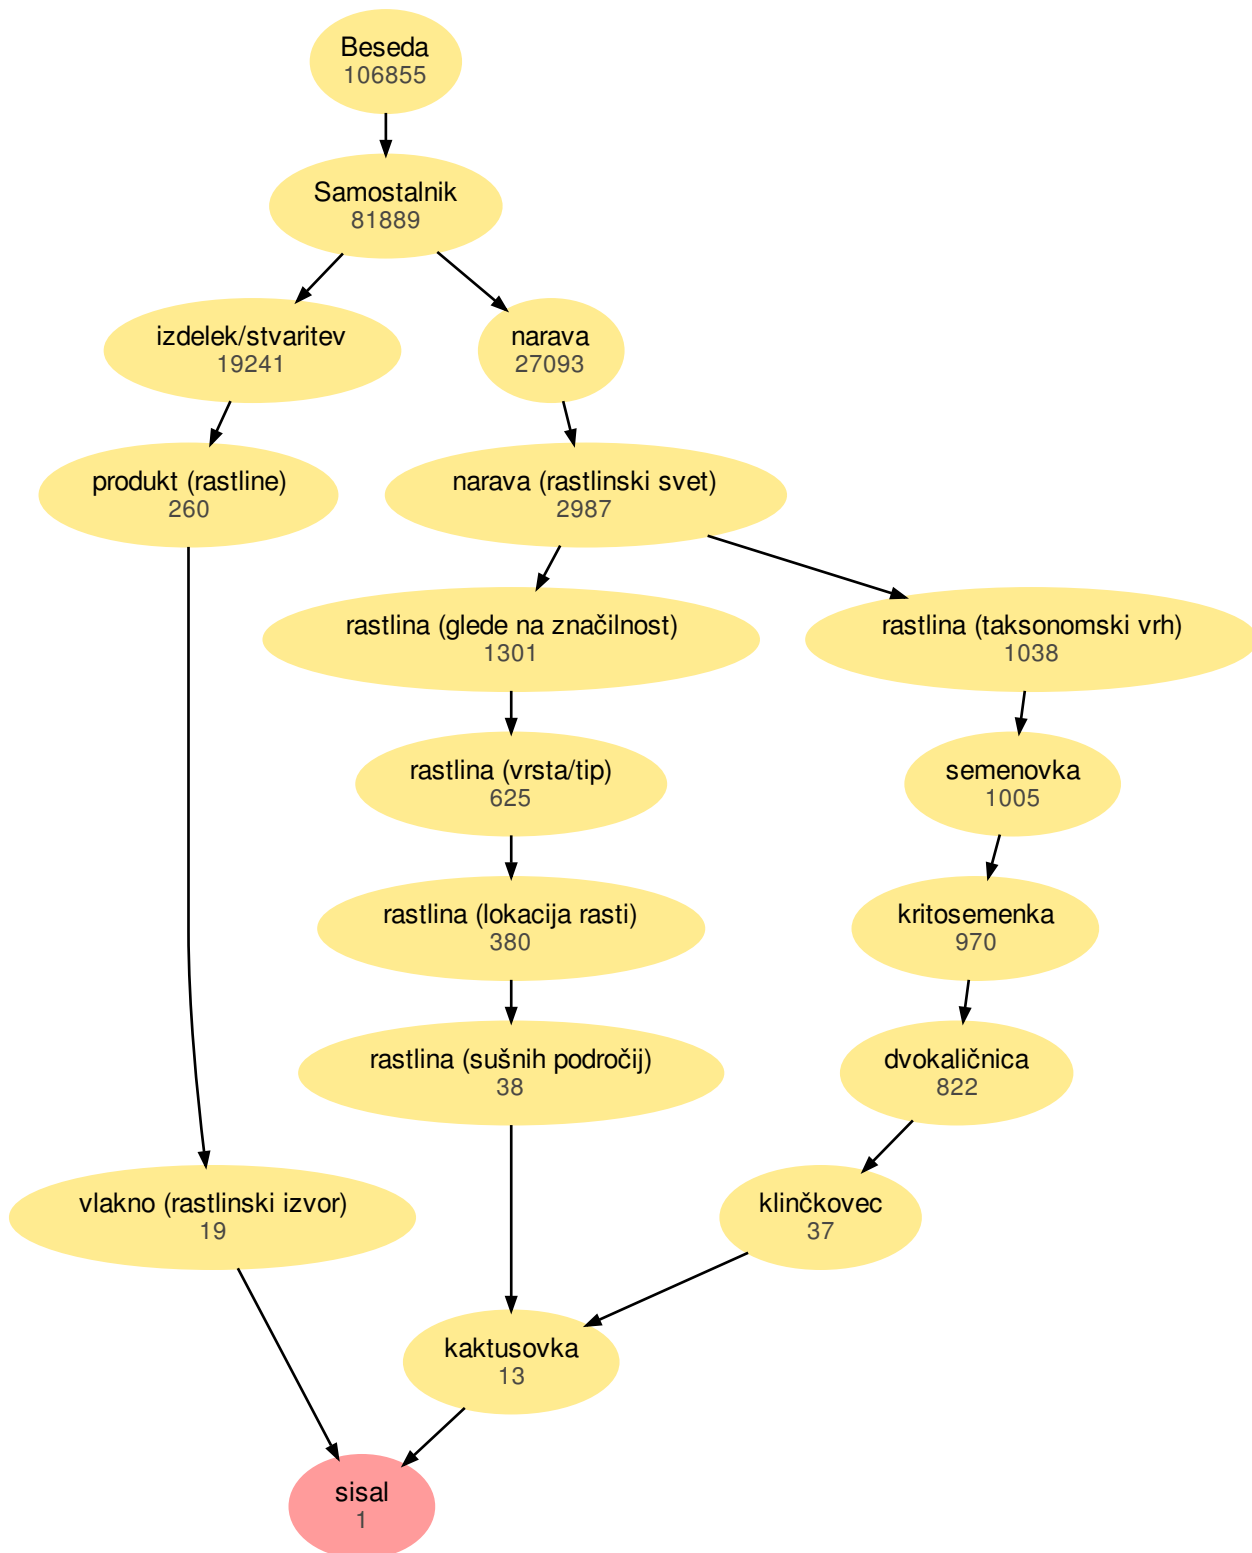 Beseda
106855
Samostalnik
81889
izdelek/stvaritev
19241
narava
27093
produkt (rastline)
260
narava (rastlinski svet)
2987
rastlina (glede na značilnost)
1301
rastlina (taksonomski vrh)
1038
rastlina (vrsta/tip)
625
semenovka
1005
rastlina (lokacija rasti)
380
kritosemenka
970
rastlina (sušnih področij)
38
dvokaličnica
822
vlakno (rastlinski izvor)
19
klinčkovec
37
kaktusovka
13
sisal
1